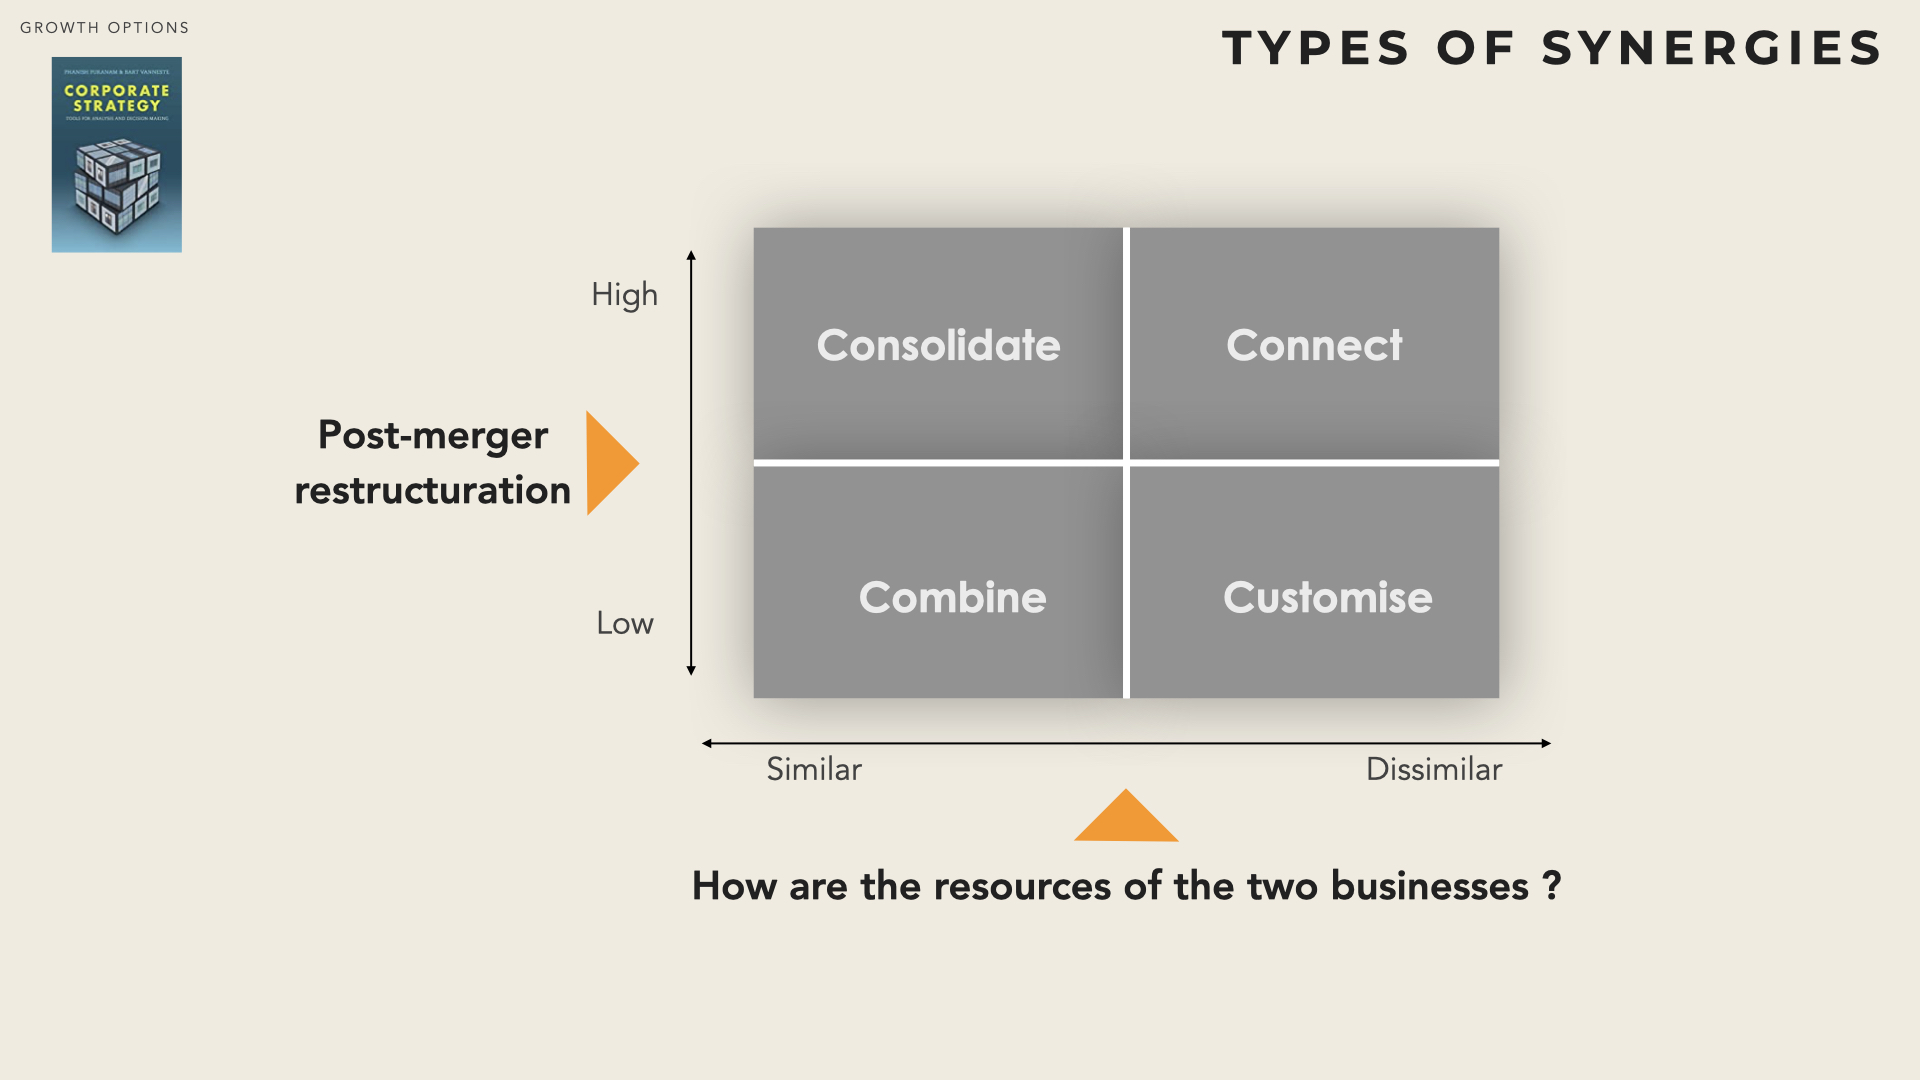 GROWTH OPTIONS
TYPES OF SYNERGIES
PHANISH PURANAM & BART VANNESTE
CORPORATE
STRATEGY
TOOLS FOR ANALYSIS AND DECISION-MAKING
High
Consolidate
Connect
Post-merger
restructuration
Combine
Customise
Low
Similar
Dissimilar
How are the resources of the two businesses ?